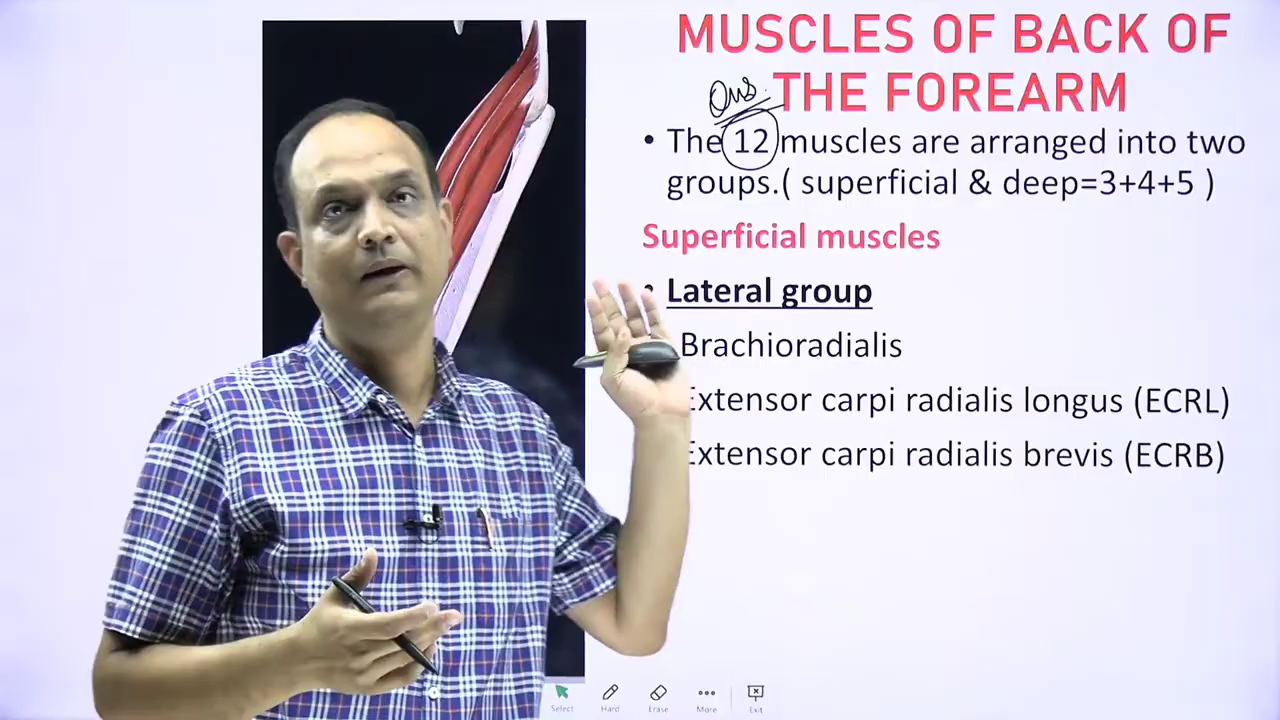 MUSCLES OF BACK OF
THE FOREARM
Qus.
• The 12 muscles are arranged into two
groups.( superficial & deep=3+4+5 )
Superficial muscles
• Lateral group
Brachioradialis
Extensor carpi radialis longus (ECRL)
Extensor carpi radialis brevis (ECRB)
Select Hard Erase More Exit